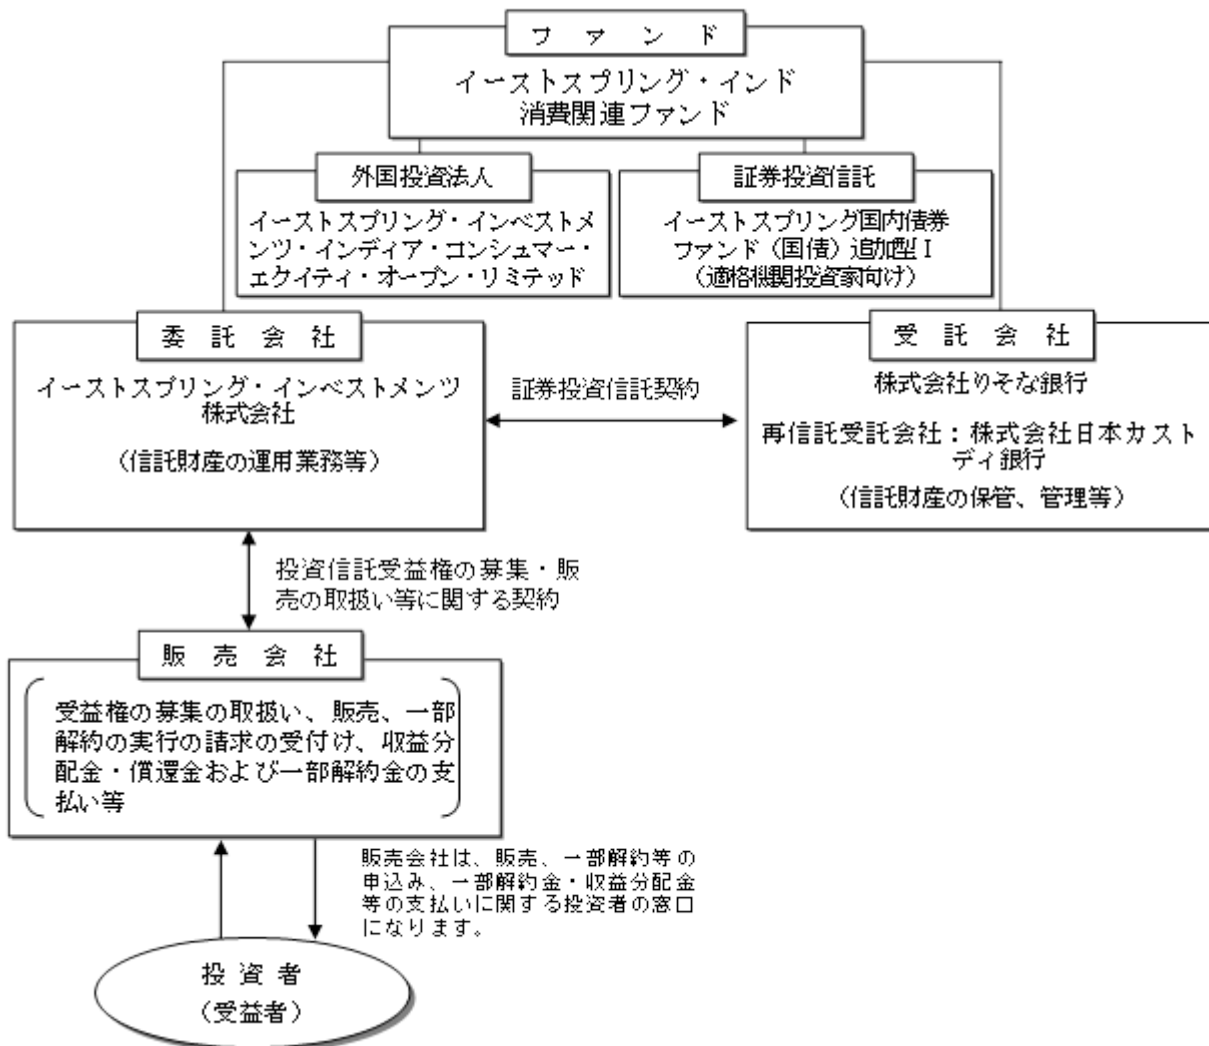 ファンド
イーストスプリング・インド
消費関連ファンド
外国投資法人
イーストスプリング・インベストメ
ンツ・インディア・コンシュマー・
エクイティ・オープン・リミテッド
証券投資信託
イーストスプリング国内債券
ファンド（国債）追加型Ⅰ
（適格機関投資家向け）
委託会社
イーストスプリング・インベストメンツ
株式会社
（信託財産の運用業務等）
証券投資信託契約
受託会社
株式会社りそな銀行
再信託受託会社：株式会社日本カスト
ディ銀行
（信託財産の保管、管理等）
投資信託受益権の募集・販
売の取扱い等に関する契約
販売会社
受益権の募集の取扱い、販売、一部
解約の実行の請求の受付け、収益分
配金・償還金および一部解約金の支
払い等
販売会社は、販売、一部解約等の
申込み、一部解約金・収益分配金
等の支払いに関する投資者の窓口
になります。
投資者
（受益者）